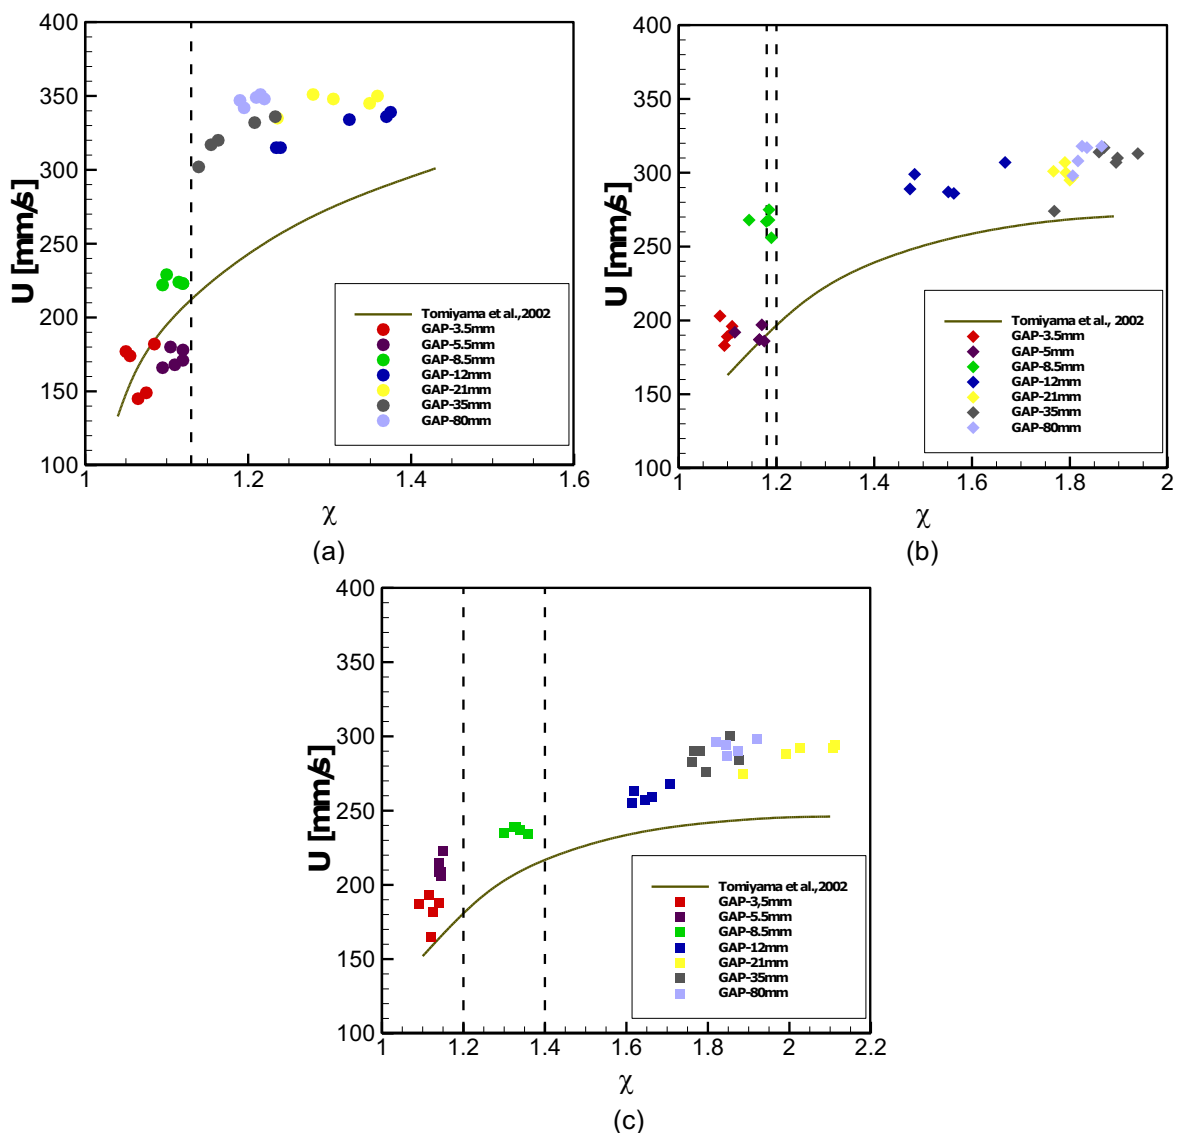 400
350
300
250
200
150
100
U [mm/s]
Tomiyama et al.,2002
GAP-3.5mm
GAP-5.5mm
GAP-8.5mm
GAP-12mm
GAP-21mm
GAP-35mm
GAP-80mm
1 1.2 1.4 1.6
χ
(a)
400
350
300
250
200
150
100
U [mm/s]
Tomiyama et al.,2002
GAP-3.5mm
GAP-5mm
GAP-8.5mm
GAP-12mm
GAP-21mm
GAP-35mm
GAP-80mm
1 1.2 1.4 1.6 1.8 2
χ
(b)
400
350
300
250
200
150
100
U [mm/s]
Tomiyama et al.,2002
GAP-3,5mm
GAP-5.5mm
GAP-8.5mm
GAP-12mm
GAP-21mm
GAP-35mm
GAP-80mm
1 1.2 1.4 1.6 1.8 2 2.2
χ
(c)